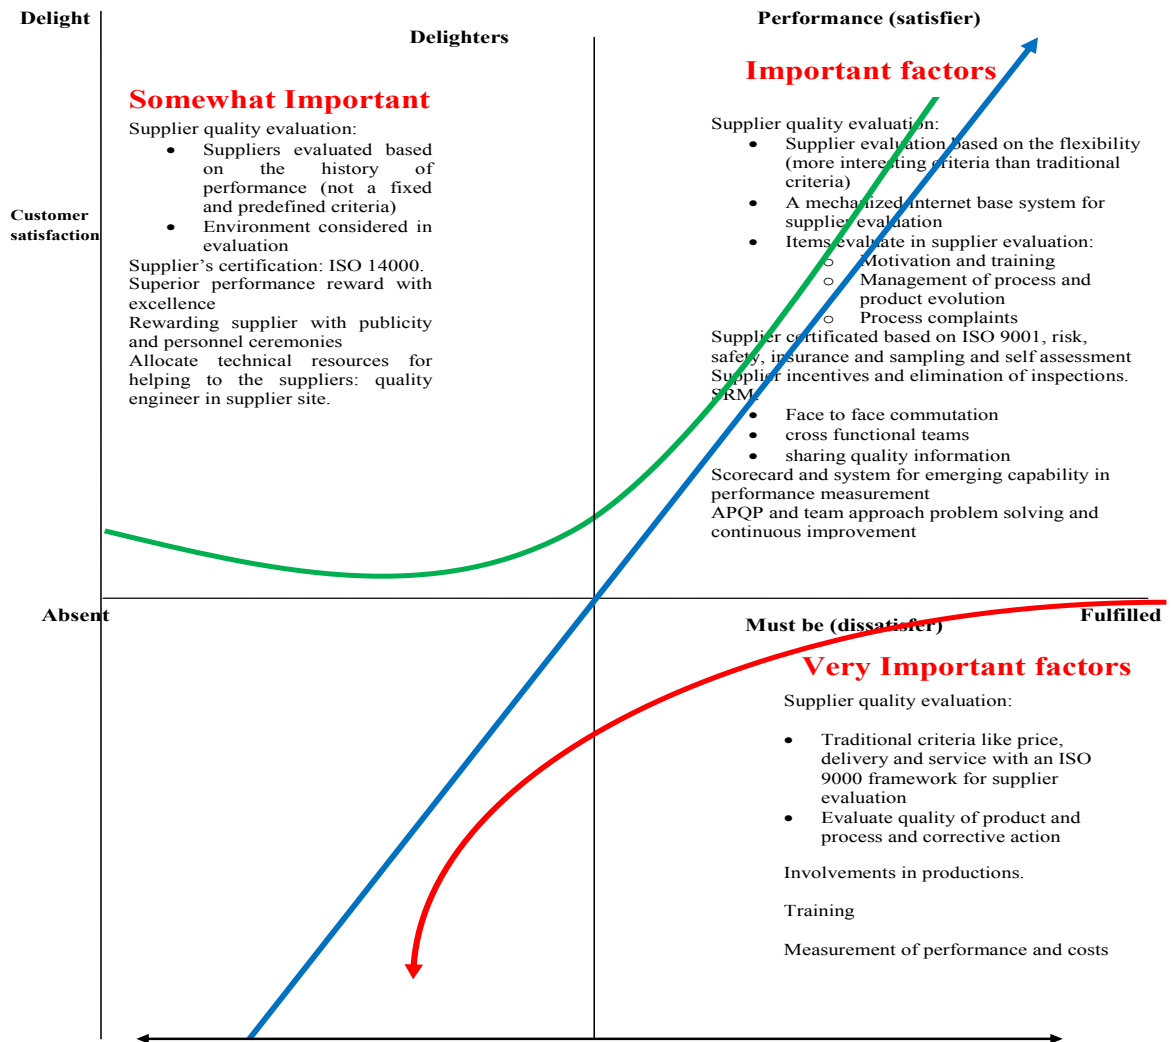 Delight
Delighters
Performance (satisfier)
Somewhat Important
Supplier quality evaluation:
• Suppliers evaluated based
on the history of
performance (not a fixed
and predefined criteria)
• Environment considered in
evaluation
Supplier's certification: ISO 14000.
Superior performance reward with
excellence
Rewarding supplier with publicity
and personnel ceremonies
Allocate technical resources for
helping to the suppliers: quality
engineer in supplier site.
Customer
satisfaction
Important factors
Supplier quality evaluation:
• Supplier evaluation based on the flexibility
(more interesting criteria than traditional
criteria)
• A mechanized internet base system for
supplier evaluation
• Items evaluate in supplier evaluation:
o Motivation and training
o Management of process and
product evolution
o Process complaints
Supplier certificated based on ISO 9001, risk,
safety, insurance and sampling and self assessment
Supplier incentives and elimination of inspections.
SRM:
• Face to face commutation
• cross functional teams
• sharing quality information
Scorecard and system for emerging capability in
performance measurement
APQP and team approach problem solving and
continuous improvement
Absent
Must be (dissatisfer)
Fulfilled
Very Important factors
Supplier quality evaluation:
• Traditional criteria like price,
delivery and service with an ISO
9000 framework for supplier
evaluation
• Evaluate quality of product and
process and corrective action
Involvements in productions.
Training
Measurement of performance and costs